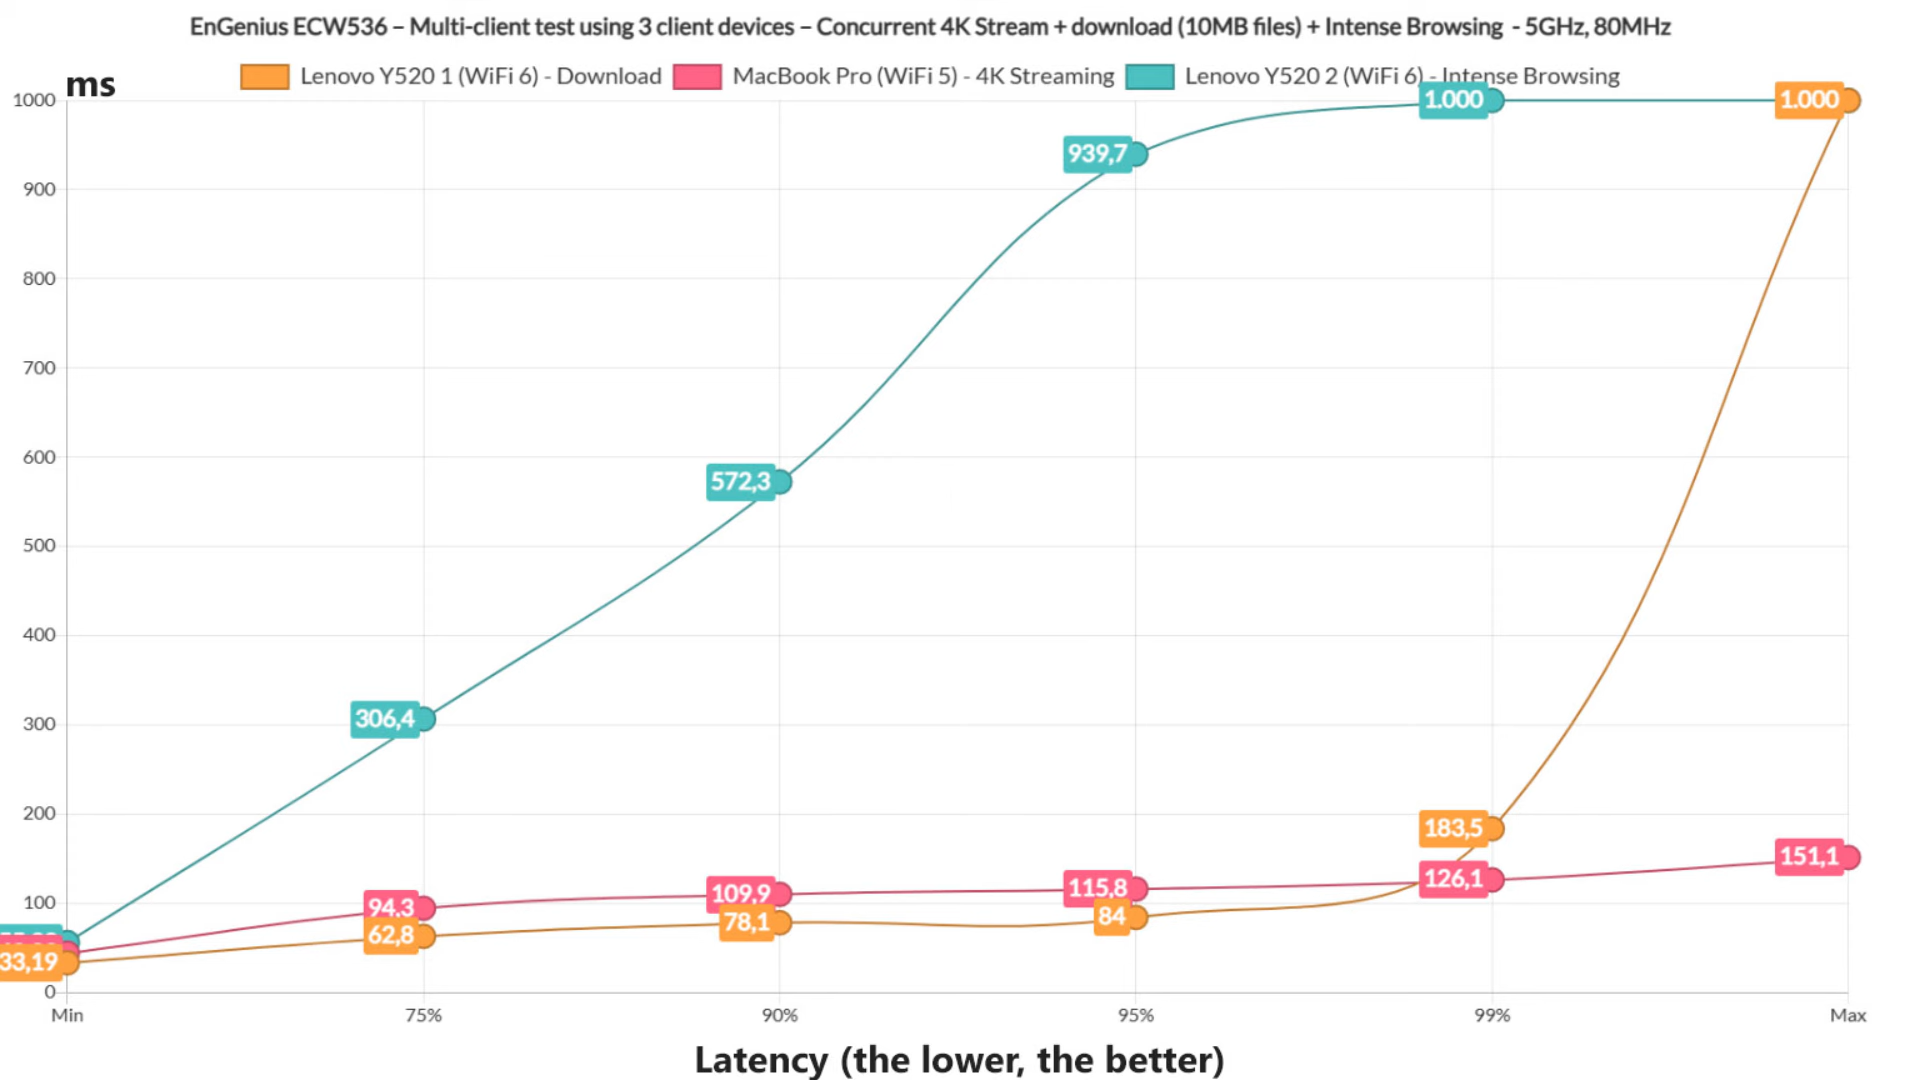 EnGenius ECW536 – Multi-client test using 3 client devices – Concurrent 4K Stream + download (10MB files) + Intense Browsing - 5GHz, 80MHz
Lenovo Y520 1 (WiFi 6) - Download MacBook Pro (WiFi 5) - 4K Streaming Lenovo Y520 2 (WiFi 6) - Intense Browsing
ms
1000 1.000 1.000
939,7
900
800
700
600
572,3
500
400
306,4
300
200
183,5
151,1
94,3 109,9 115,8 126,1
100
62,8 78,1 84
33,19
0
Min 75% 90% 95% 99% Max
Latency (the lower, the better)